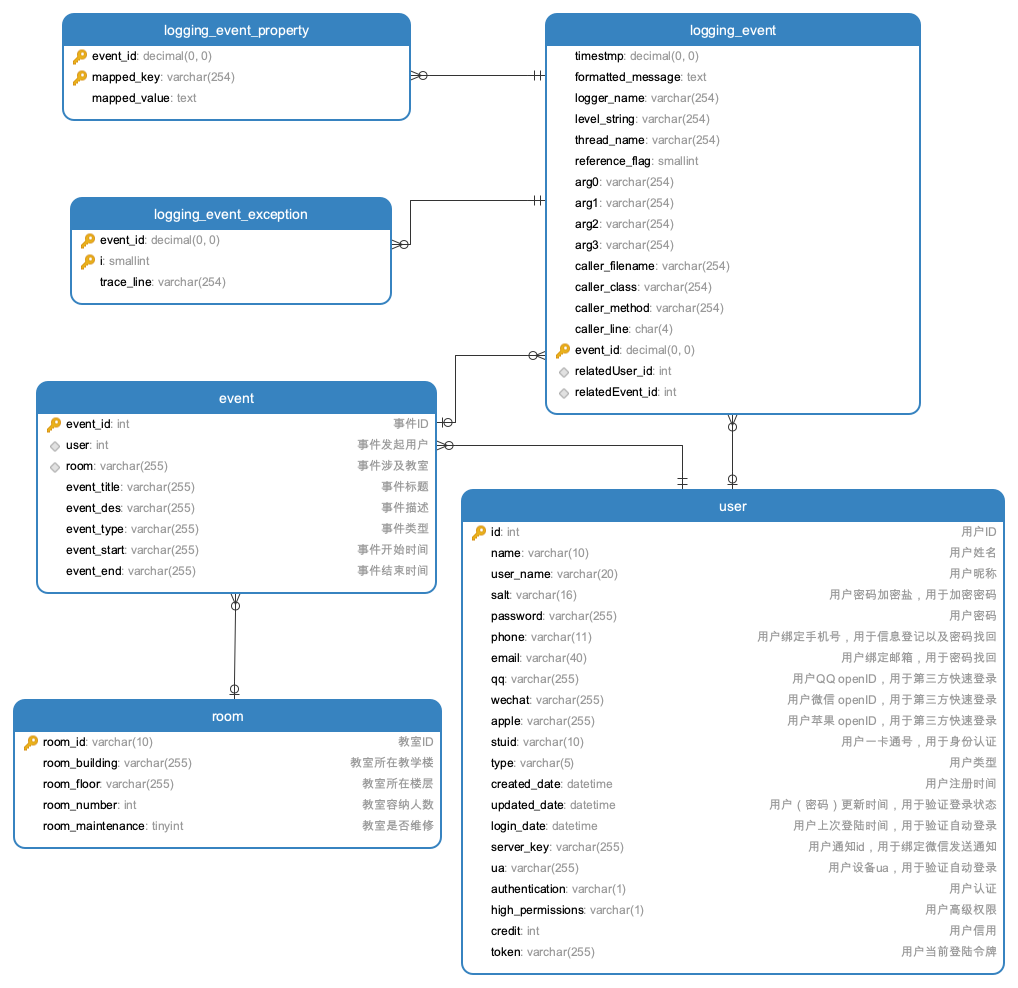 logging_event_property
event_id: decimal(0, 0)
mapped_key: varchar(254)
mapped_value: text
logging_event
timestmp: decimal(0, 0)
formatted_message: text
logger_name: varchar(254)
level_string: varchar(254)
thread_name: varchar(254)
reference_flag: smallint
arg0: varchar(254)
arg1: varchar(254)
arg2: varchar(254)
arg3: varchar(254)
caller_filename: varchar(254)
caller_class: varchar(254)
caller_method: varchar(254)
caller_line: char(4)
event_id: decimal(0, 0)
relatedUser_id: int
relatedEvent_id: int
logging_event_exception
event_id: decimal(0, 0)
i: smallint
trace_line: varchar(254)
event
event_id: int 事件ID
user: int 事件发起用户
room: varchar(255) 事件涉及教室
event_title: varchar(255) 事件标题
event_des: varchar(255) 事件描述
event_type: varchar(255) 事件类型
event_start: varchar(255) 事件开始时间
event_end: varchar(255) 事件结束时间
user
id: int 用户ID
name: varchar(10) 用户姓名
user_name: varchar(20) 用户昵称
salt: varchar(16) 用户密码加密盐，用于加密密码
password: varchar(255) 用户密码
phone: varchar(11) 用户绑定手机号，用于信息登记以及密码找回
email: varchar(40) 用户绑定邮箱，用于密码找回
qq: varchar(255) 用户QQ openID，用于第三方快速登录
wechat: varchar(255) 用户微信 openID，用于第三方快速登录
apple: varchar(255) 用户苹果 openID，用于第三方快速登录
stuid: varchar(10) 用户一卡通号，用于身份认证
type: varchar(5) 用户类型
created_date: datetime 用户注册时间
updated_date: datetime 用户（密码）更新时间，用于验证登录状态
login_date: datetime 用户上次登陆时间，用于验证自动登录
server_key: varchar(255) 用户通知id，用于绑定微信发送通知
ua: varchar(255) 用户设备ua，用于验证自动登录
authentication: varchar(1) 用户认证
high_permissions: varchar(1) 用户高级权限
credit: int 用户信用
token: varchar(255) 用户当前登陆令牌
room
room_id: varchar(10) 教室ID
room_building: varchar(255) 教室所在教学楼
room_floor: varchar(255) 教室所在楼层
room_number: int 教室容纳人数
room_maintenance: tinyint 教室是否维修